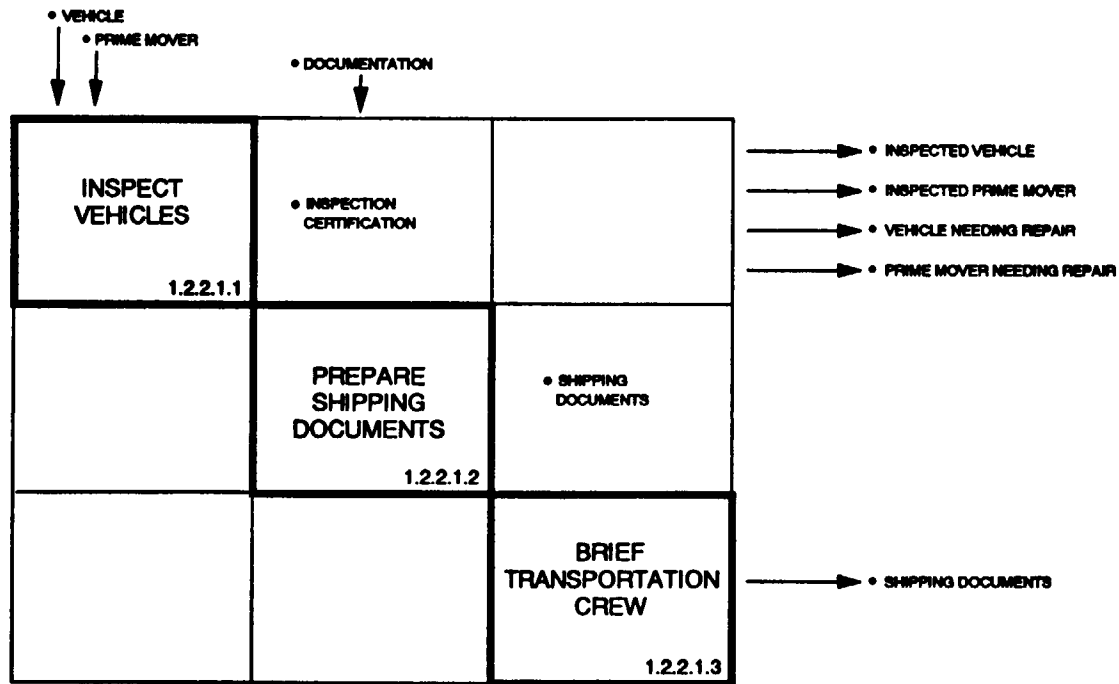 • VEHICLE
• PRIME MOVER
• DOCUMENTATION
INSPECT
VEHICLES
1.2.2.1.1
• INSPECTION
CERTIFICATION
• INSPECTED VEHICLE
• INSPECTED PRIME MOVER
• VEHICLE NEEDING REPAIR
• PRIME MOVER NEEDING REPAIR
PREPARE
SHIPPING
DOCUMENTS
1.2.2.1.2
• SHIPPING
DOCUMENTS
BRIEF
TRANSPORTATION
CREW
1.2.2.1.3
• SHIPPING DOCUMENTS